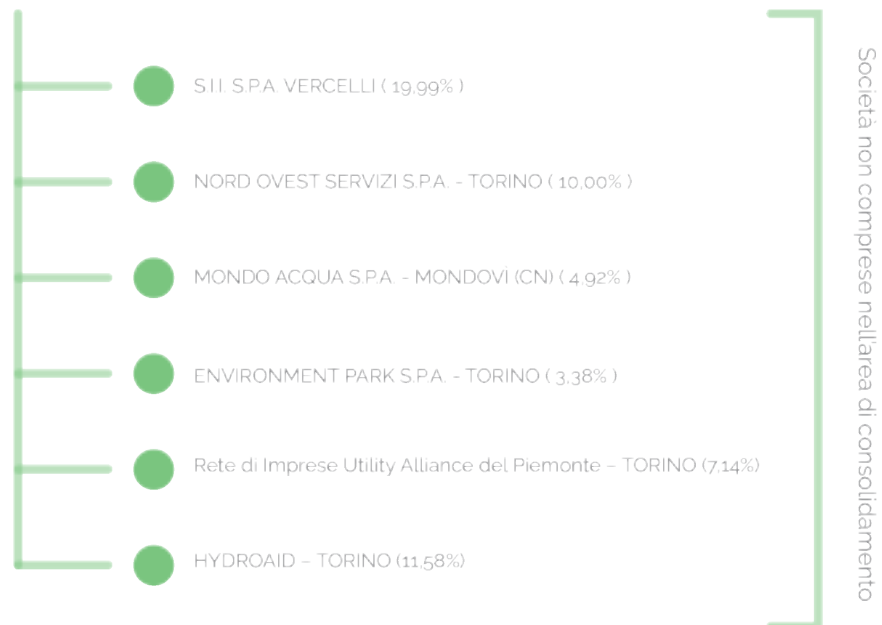 S.I.I. S.P.A. VERCELLI ( 19,99% )
NORD OVEST SERVIZI S.P.A. - TORINO ( 10,00% )
MONDO ACQUA S.P.A. - MONDOVÌ (CN) ( 4,92% )
ENVIRONMENT PARK S.P.A. - TORINO ( 3,38% )
Rete di Imprese Utility Alliance del Piemonte – TORINO (7,14%)
HYDROAID – TORINO (11,58%)
Società non comprese nell'area di consolidamento